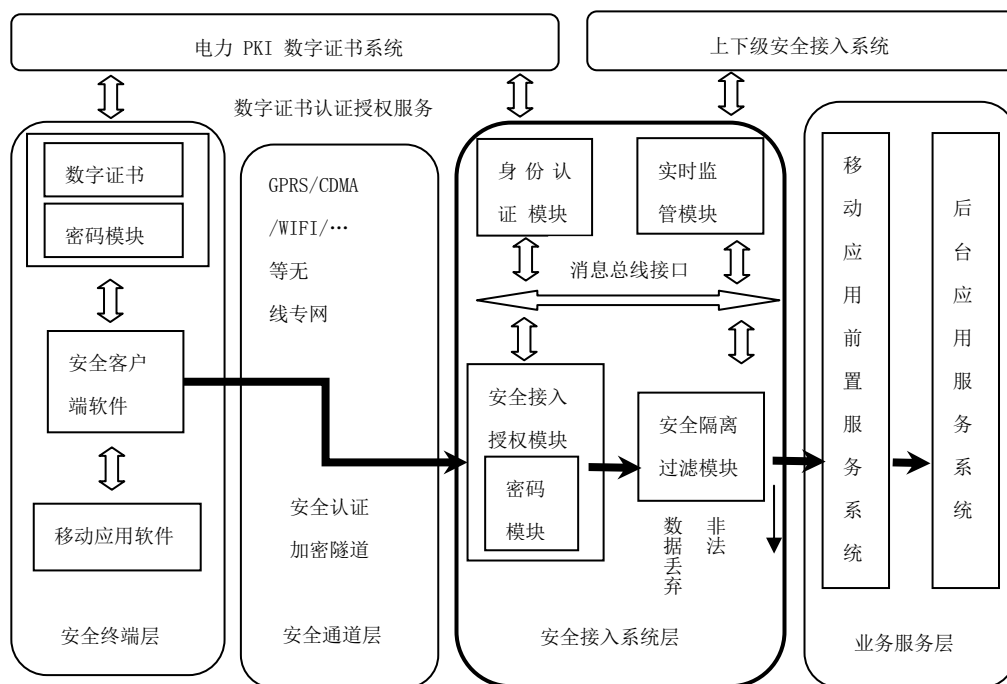 电力 PKI 数字证书系统
上下级安全接入系统
数字证书认证授权服务
数字证书
密码模块
安全客户
端软件
移动应用软件
安全终端层
GPRS/CDMA
/WIFI/…
等无
线专网
安全认证
加密隧道
安全通道层
身 份 认
证 模块
实时监
管模块
消息总线接口
安全接入
授权模块
密码
模块
安全隔离
过滤模块
非法
数据丢弃
安全接入系统层
移动应用前置服务系统
后台应用服务系统
业务服务层